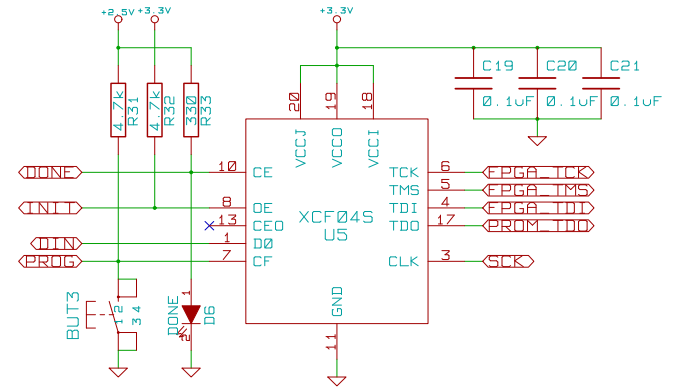 +2.5V +3.3V
+3.3V
C19 C20 C21
0.1uF 0.1uF 0.1uF
4.7k R31
4.7k R32
330 R33
20 19 18
VCCJ VCCO VCCI
DONE 10 CE
INIT 8 OE
13 CEO
DIN 1 D0
PROG 7 CF
XCF04S
U5
TCK 6 FPGA_TCK
TMS 5 FPGA_TMS
TDI 4 FPGA_TDI
TDO 17 PROM_TDO
CLK 3 SCK
GND
11
BUT3
1 2
3 4
DONE
1
2
D6